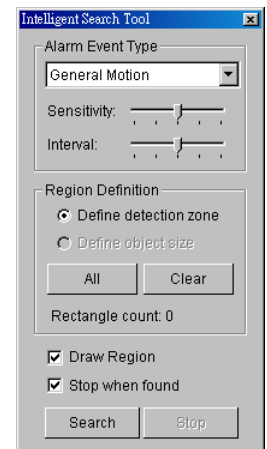 Intelligent Search Tool
Alarm Event Type
General Motion
Sensitivity:
Interval:
Region Definition
Define detection zone
Define object size
All Clear
Rectangle count: 0
Draw Region
Stop when found
Search Stop